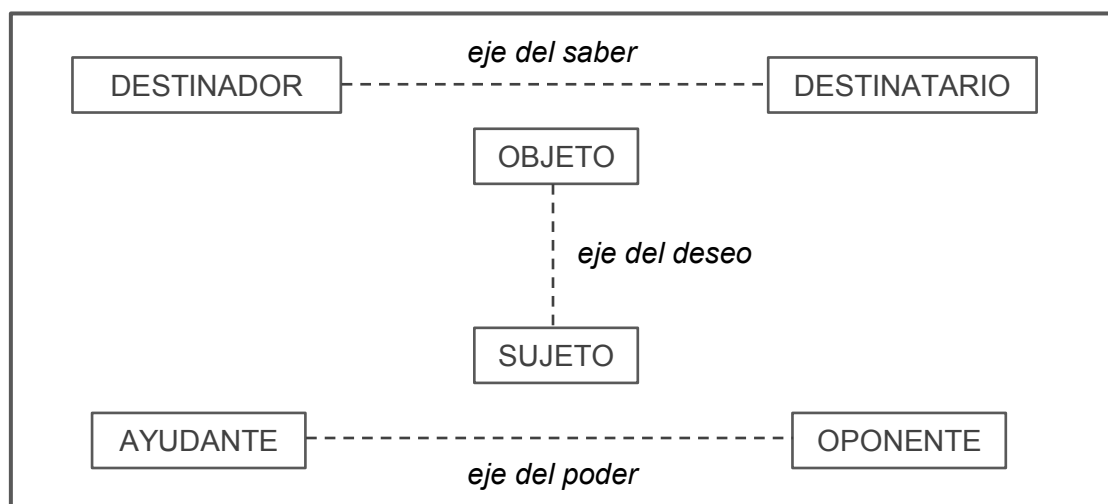 eje del saber
DESTINADOR
DESTINATARIO
OBJETO
eje del deseo
SUJETO
AYUDANTE
OPONENTE
eje del poder